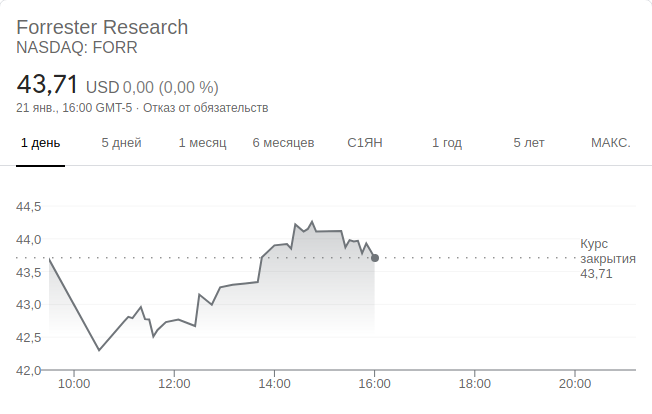 Forrester Research
NASDAQ: FORR
43,71 USD 0,00 (0,00 %)
21 янв., 16:00 GMT-5 · Отказ от обязательств
1 день 5 дней 1 месяц 6 месяцев С1ЯН 1 год 5 лет МАКС.
44,5
44,0
Курс
закрытия
43,71
43,5
43,0
42,5
42,0
10:00 12:00 14:00 16:00 18:00 20:00